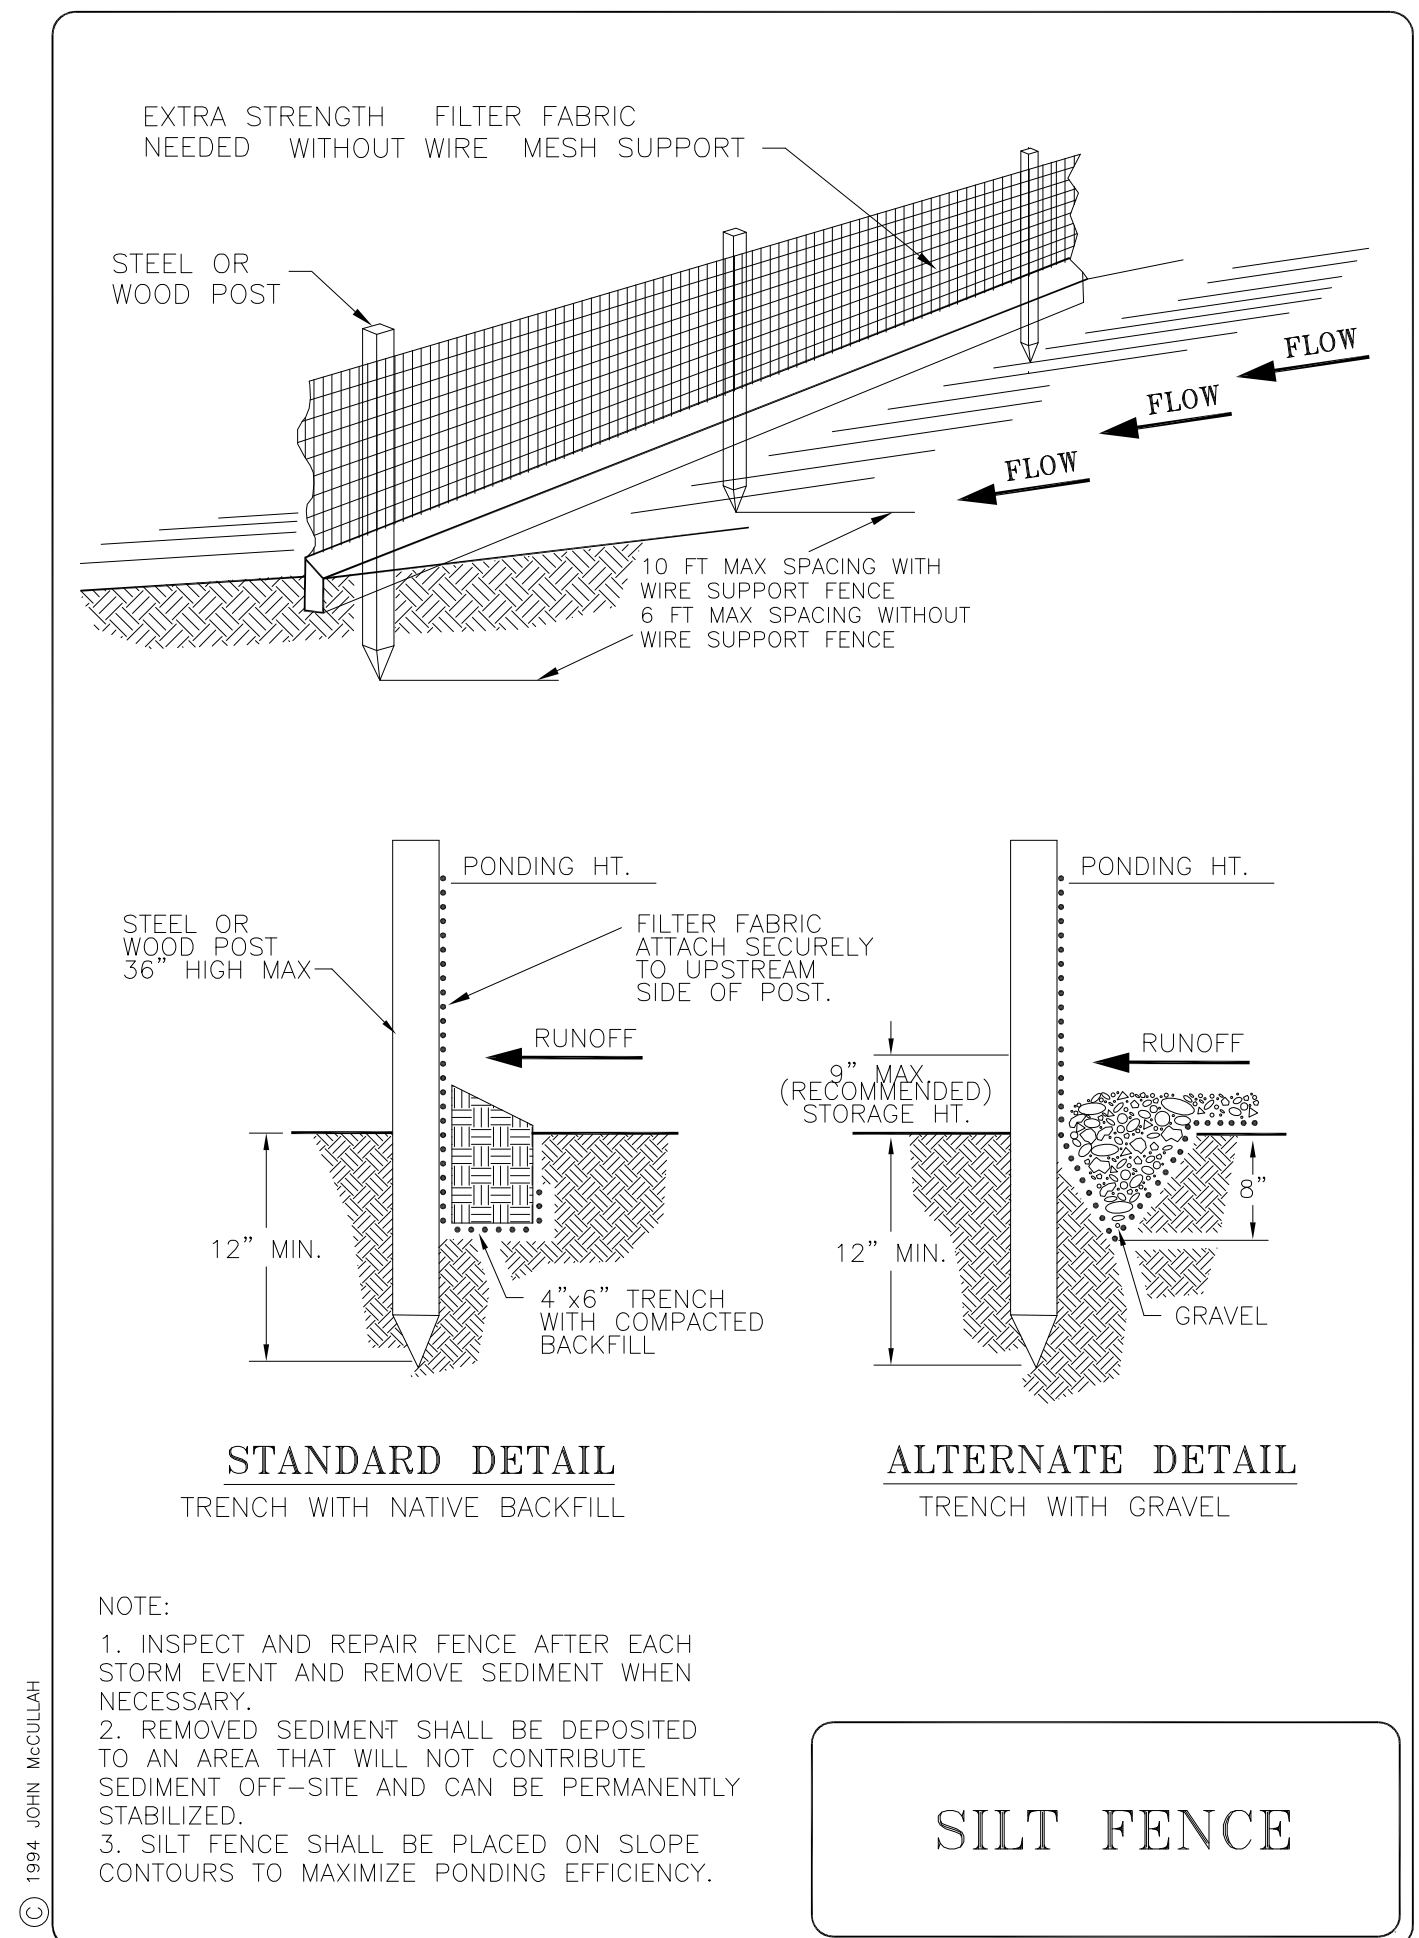 EXTRA STRENGTH FILTER FABRIC
NEEDED WITHOUT WIRE MESH SUPPORT
STEEL OR
WOOD POST
FLOW
FLOW
FLOW
10 FT MAX SPACING WITH
WIRE SUPPORT FENCE
6 FT MAX SPACING WITHOUT
WIRE SUPPORT FENCE
PONDING HT.
STEEL OR
WOOD POST
36" HIGH MAX
FILTER FABRIC
ATTACH SECURELY
TO UPSTREAM
SIDE OF POST.
RUNOFF
12" MIN.
4"x6" TRENCH
WITH COMPACTED
BACKFILL
STANDARD DETAIL
TRENCH WITH NATIVE BACKFILL
PONDING HT.
RUNOFF
9" MAX.
(RECOMMENDED)
STORAGE HT.
12" MIN.
8"
GRAVEL
ALTERNATE DETAIL
TRENCH WITH GRAVEL
NOTE:
1. INSPECT AND REPAIR FENCE AFTER EACH
STORM EVENT AND REMOVE SEDIMENT WHEN
NECESSARY.
2. REMOVED SEDIMENT SHALL BE DEPOSITED
TO AN AREA THAT WILL NOT CONTRIBUTE
SEDIMENT OFF-SITE AND CAN BE PERMANENTLY
STABILIZED.
3. SILT FENCE SHALL BE PLACED ON SLOPE
CONTOURS TO MAXIMIZE PONDING EFFICIENCY.
SILT FENCE
© 1994 JOHN McCULLAH